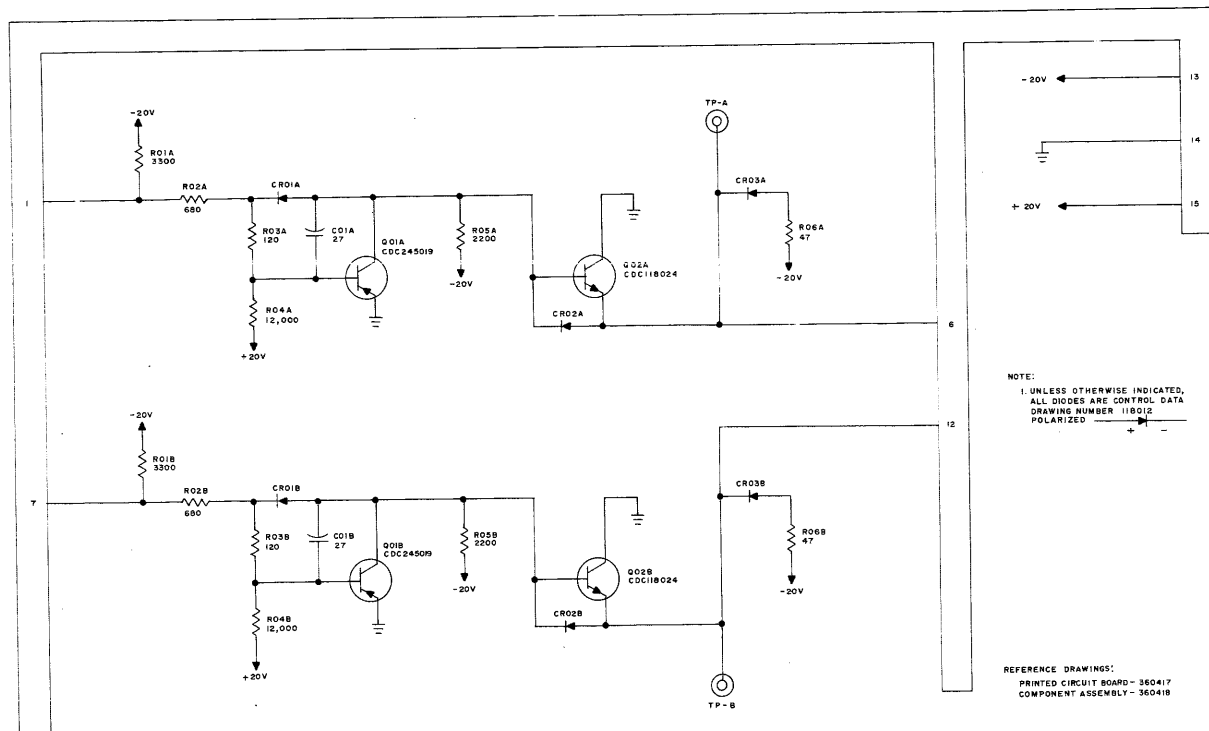 -20V
R01A
3300
R02A
680
CR01A
R03A
120
C01A
27
Q01A
CDC245019
R04A
12,000
+20V
R05A
2200
-20V
Q02A
CDC118024
CR02A
TP-A
CR03A
R06A
47
-20V
1
6
-20V
13
14
+20V
15
NOTE:
1. UNLESS OTHERWISE INDICATED,
ALL DIODES ARE CONTROL DATA
DRAWING NUMBER 118012
POLARIZED
+ -
-20V
R01B
3300
R02B
680
CR01B
R03B
120
C01B
27
Q01B
CDC245019
R04B
12,000
+20V
R05B
2200
-20V
Q02B
CDC118024
CR02B
TP-B
CR03B
R06B
47
-20V
7
12
REFERENCE DRAWINGS:
PRINTED CIRCUIT BOARD - 360417
COMPONENT ASSEMBLY - 360418